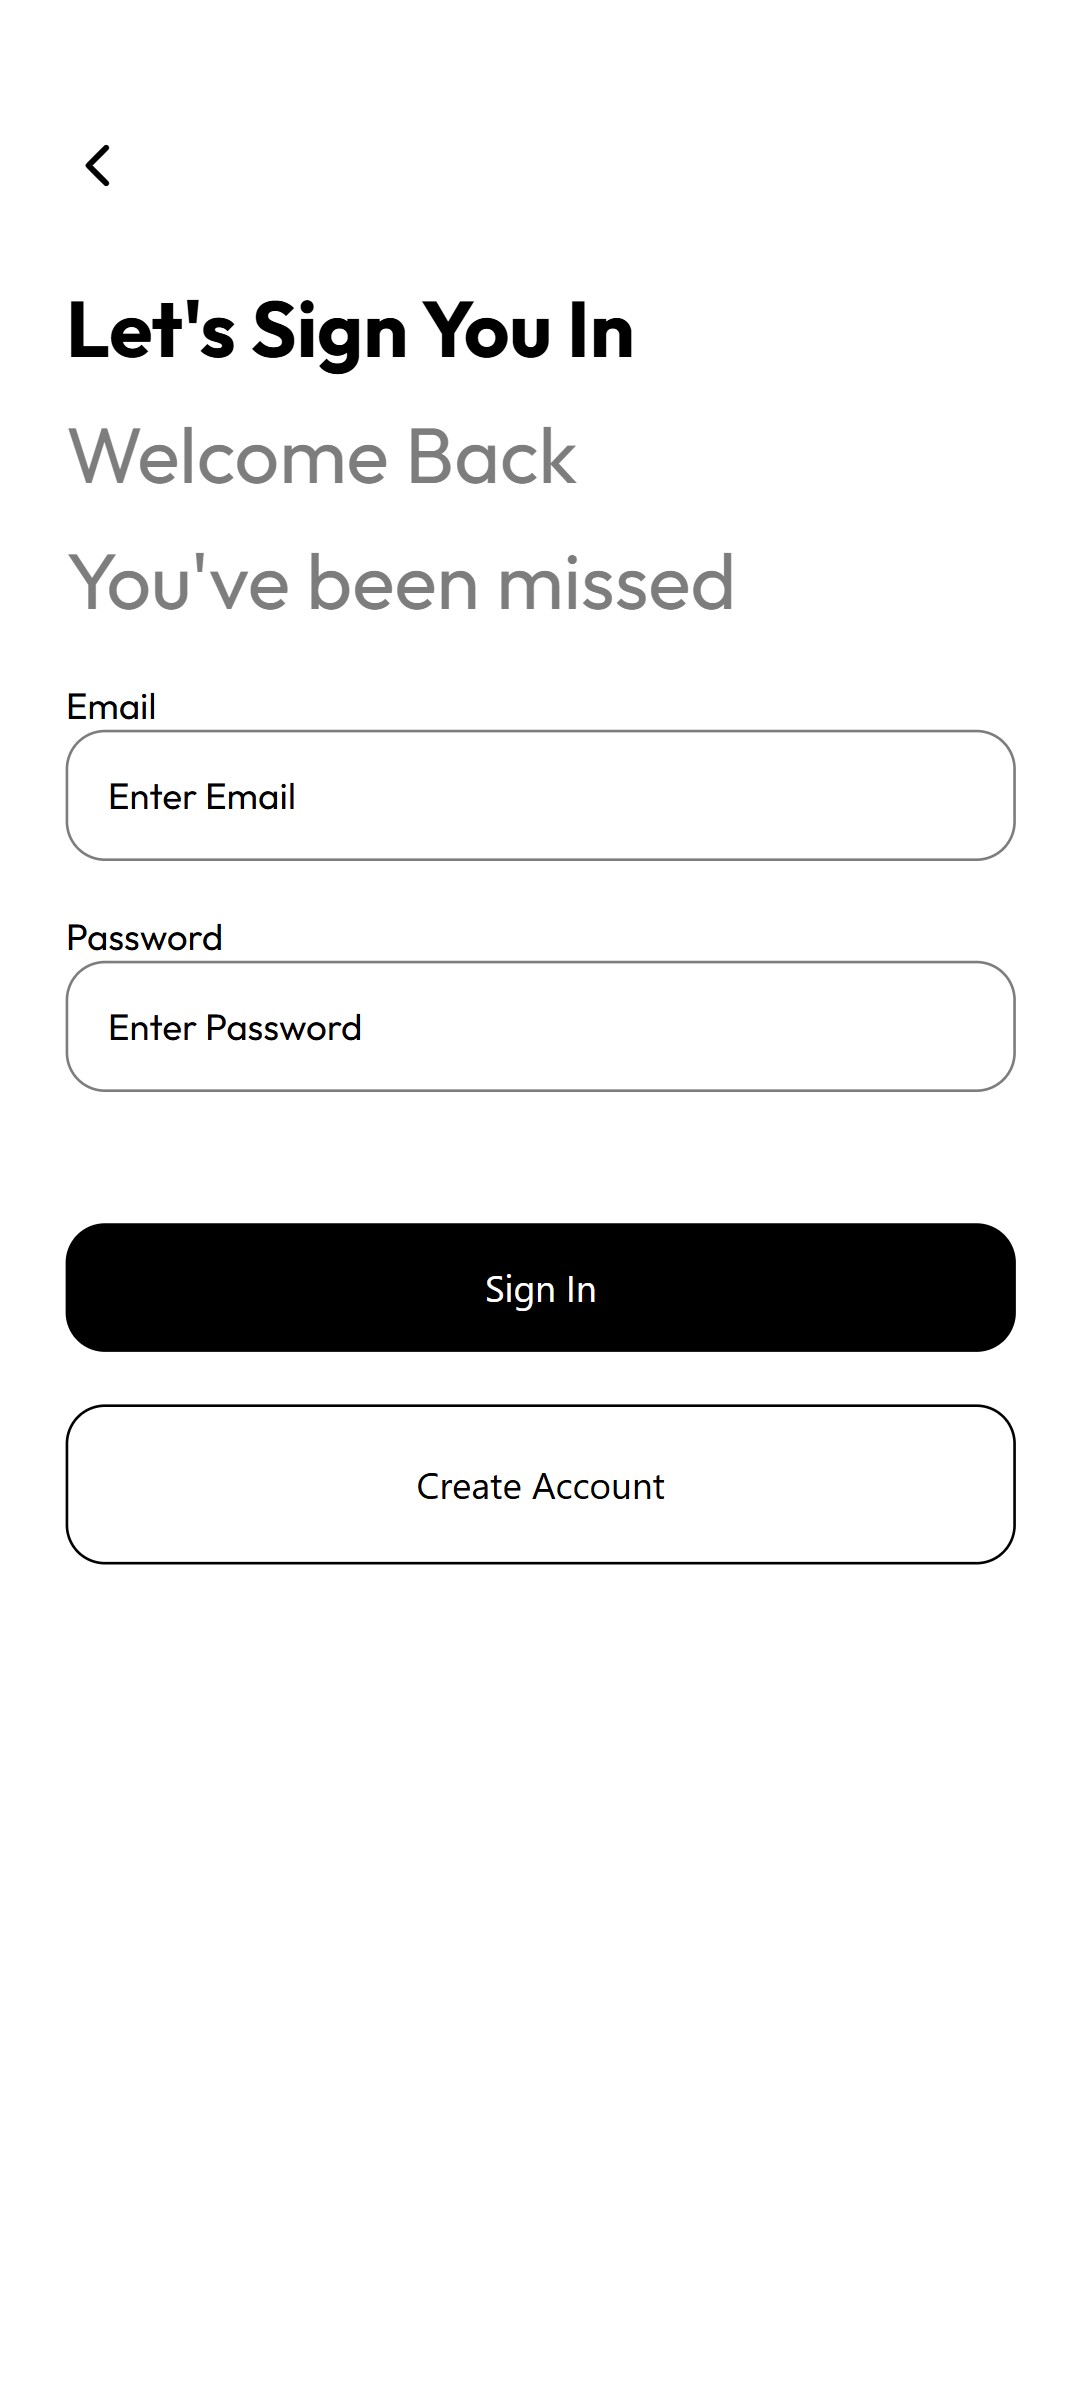 Let's Sign You In
Welcome Back
You've been missed
Email
Enter Email
Password
Enter Password
Sign In
Create Account